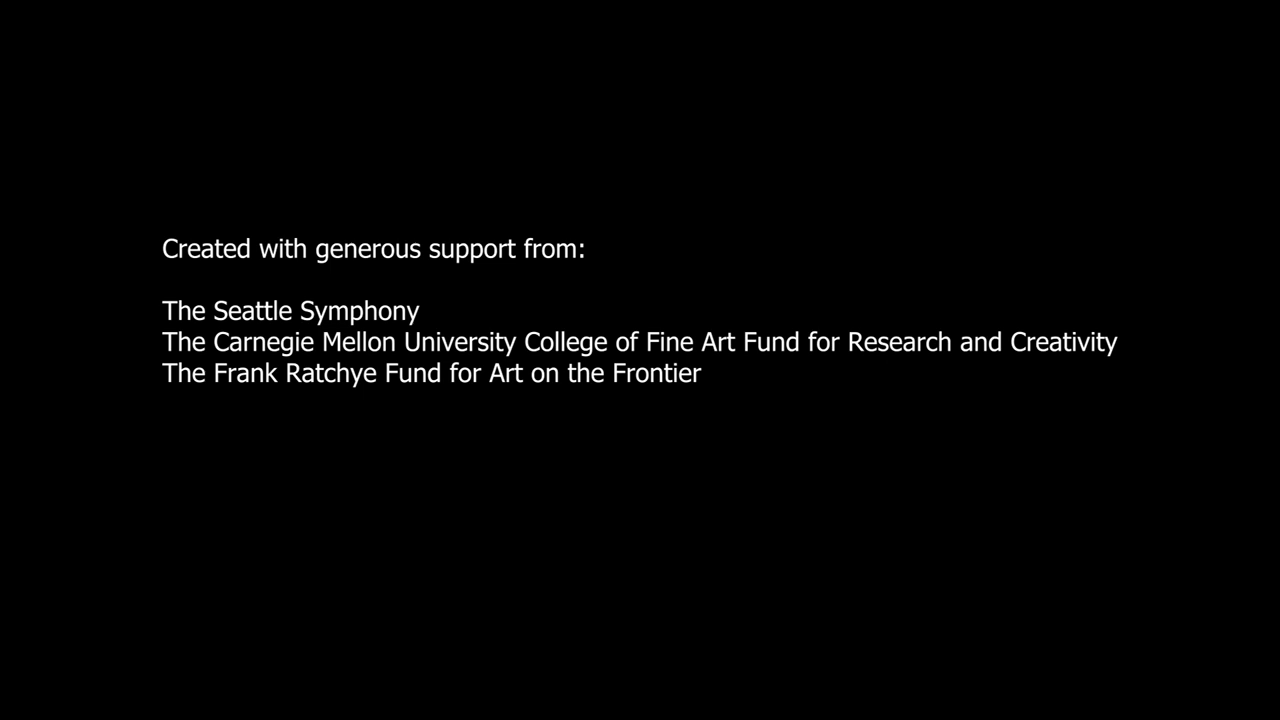 Created with generous support from:
The Seattle Symphony
The Carnegie Mellon University College of Fine Art Fund for Research and Creativity
The Frank Ratchye Fund for Art on the Frontier